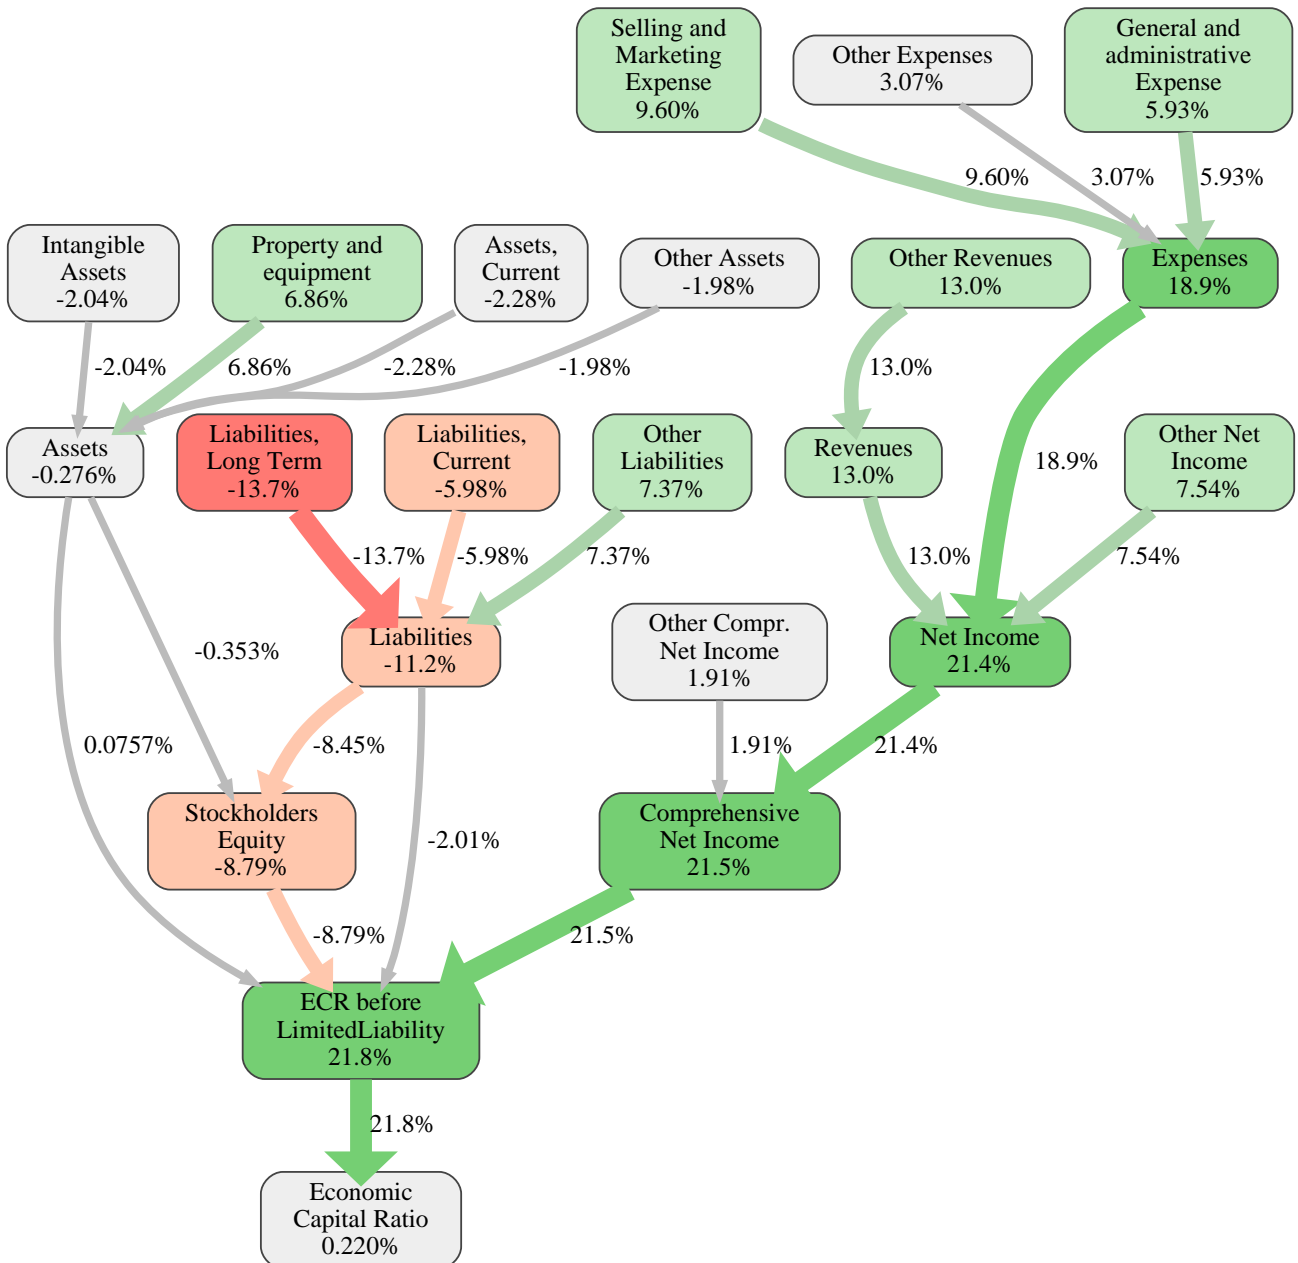 Selling and
Marketing
Expense
9.60%
Other Expenses
3.07%
General and
administrative
Expense
5.93%
9.60%
3.07%
5.93%
Intangible
Assets
-2.04%
Property and
equipment
6.86%
Assets,
Current
-2.28%
Other Assets
-1.98%
Other Revenues
13.0%
Expenses
18.9%
-2.04%
6.86%
-2.28%
-1.98%
13.0%
Assets
-0.276%
Liabilities,
Long Term
-13.7%
Liabilities,
Current
-5.98%
Other
Liabilities
7.37%
Revenues
13.0%
18.9%
Other Net
Income
7.54%
-13.7%
-5.98%
7.37%
13.0%
7.54%
-0.353%
Liabilities
-11.2%
Other Compr.
Net Income
1.91%
Net Income
21.4%
0.0757%
-8.45%
1.91%
21.4%
Stockholders
Equity
-8.79%
-2.01%
Comprehensive
Net Income
21.5%
-8.79%
21.5%
ECR before
LimitedLiability
21.8%
21.8%
Economic
Capital Ratio
0.220%